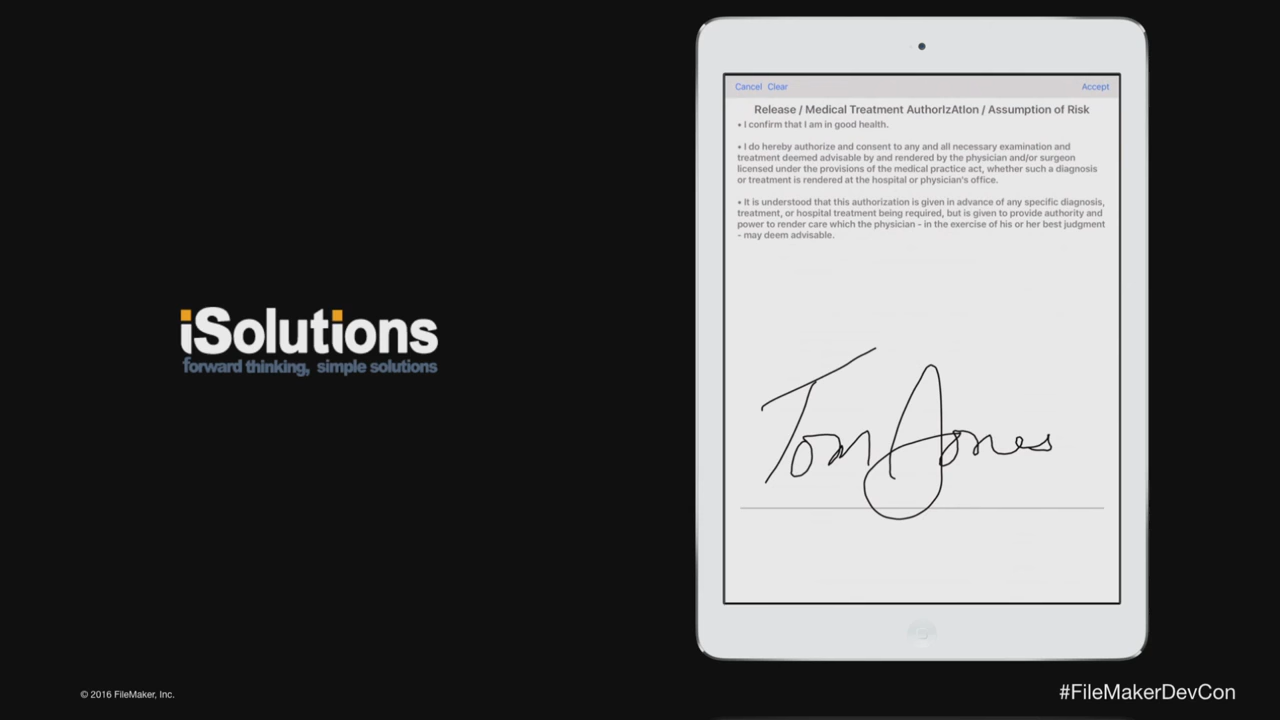 iSolutions
forward thinking, simple solutions
Cancel Clear Accept
Release / Medical Treatment AuthorIzAtIon / Assumption of Risk
• I confirm that I am in good health.
• I do hereby authorize and consent to any and all necessary examination and
treatment deemed advisable by and rendered by the physician and/or surgeon
licensed under the provisions of the medical practice act, whether such a diagnosis
or treatment is rendered at the hospital or physician's office.
• It is understood that this authorization is given in advance of any specific diagnosis,
treatment, or hospital treatment being required, but is given to provide authority and
power to render care which the physician - in the exercise of his or her best judgment
- may deem advisable.
Tom Jones
© 2016 FileMaker, Inc.
#FileMakerDevCon